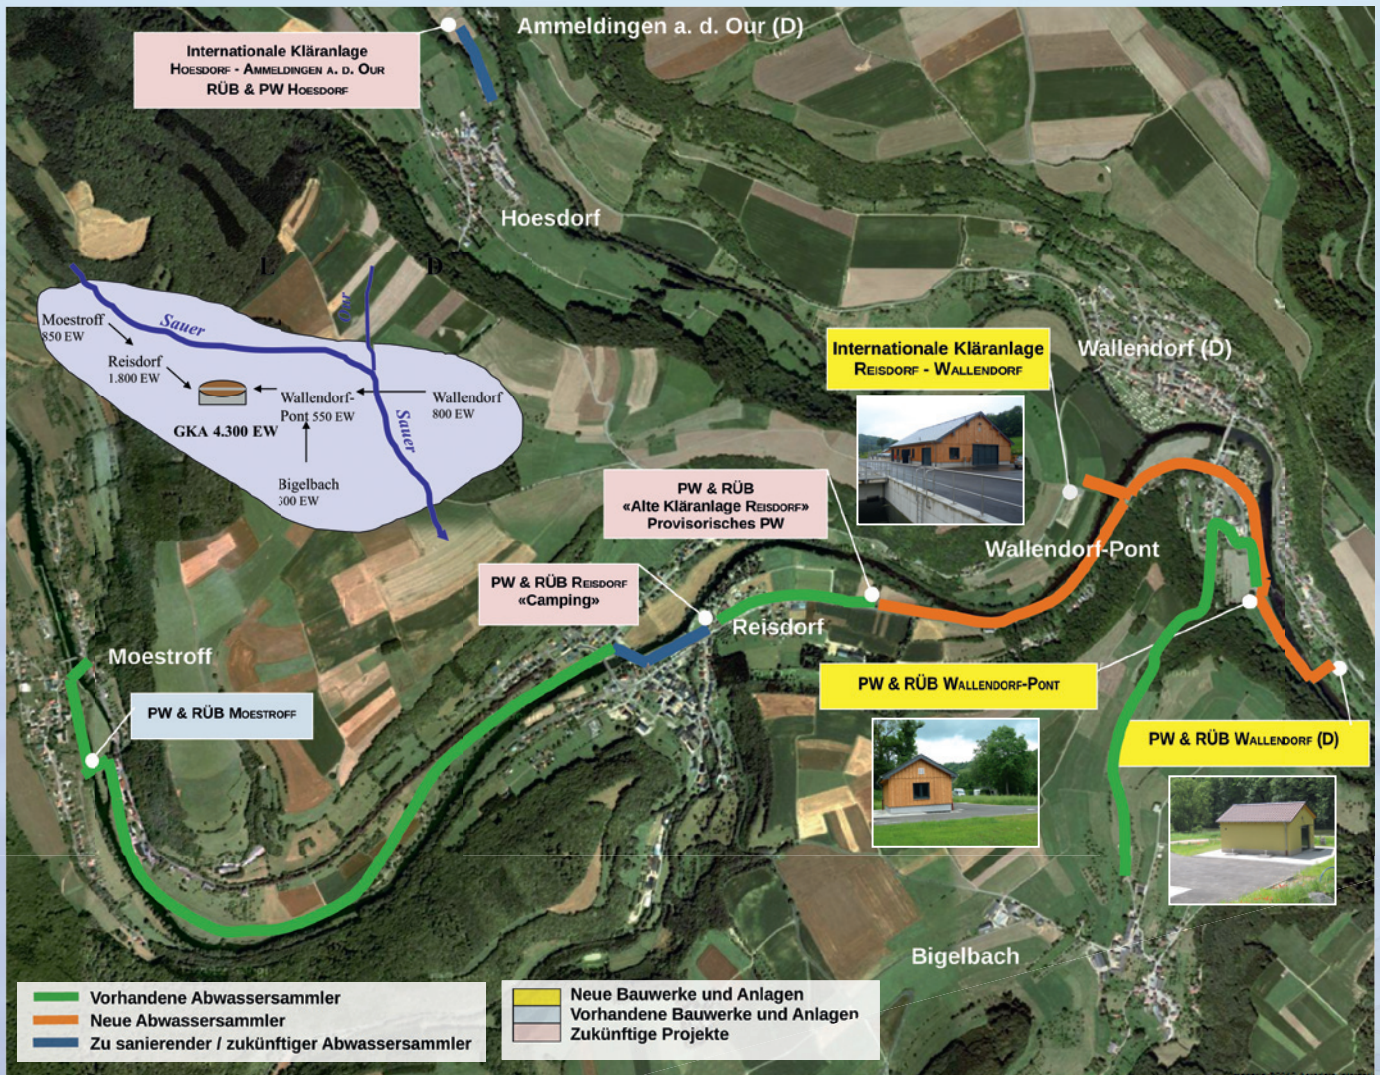 Ammeldingen a. d. Our (D)
Internationale Kläranlage
Hoesdorf - Ammeldingen a. d. Our
RÜB & PW Hoesdorf
Hoesdorf
L
D
Our
Sauer
Moestroff
850 EW
Reisdorf
1.800 EW
Wallendorf-
Pont 550 EW
Wallendorf
800 EW
GKA 4.300 EW
Sauer
Bigelbach
300 EW
Internationale Kläranlage
Reisdorf - Wallendorf
Wallendorf (D)
PW & RÜB
«Alte Kläranlage Reisdorf»
Provisorisches PW
Wallendorf-Pont
PW & RÜB Reisdorf
«Camping»
Reisdorf
Moestroff
PW & RÜB Moestroff
PW & RÜB Wallendorf-Pont
PW & RÜB Wallendorf (D)
Bigelbach
Vorhandene Abwassersammler
Neue Abwassersammler
Zu sanierender / zukünftiger Abwassersammler
Neue Bauwerke und Anlagen
Vorhandene Bauwerke und Anlagen
Zukünftige Projekte